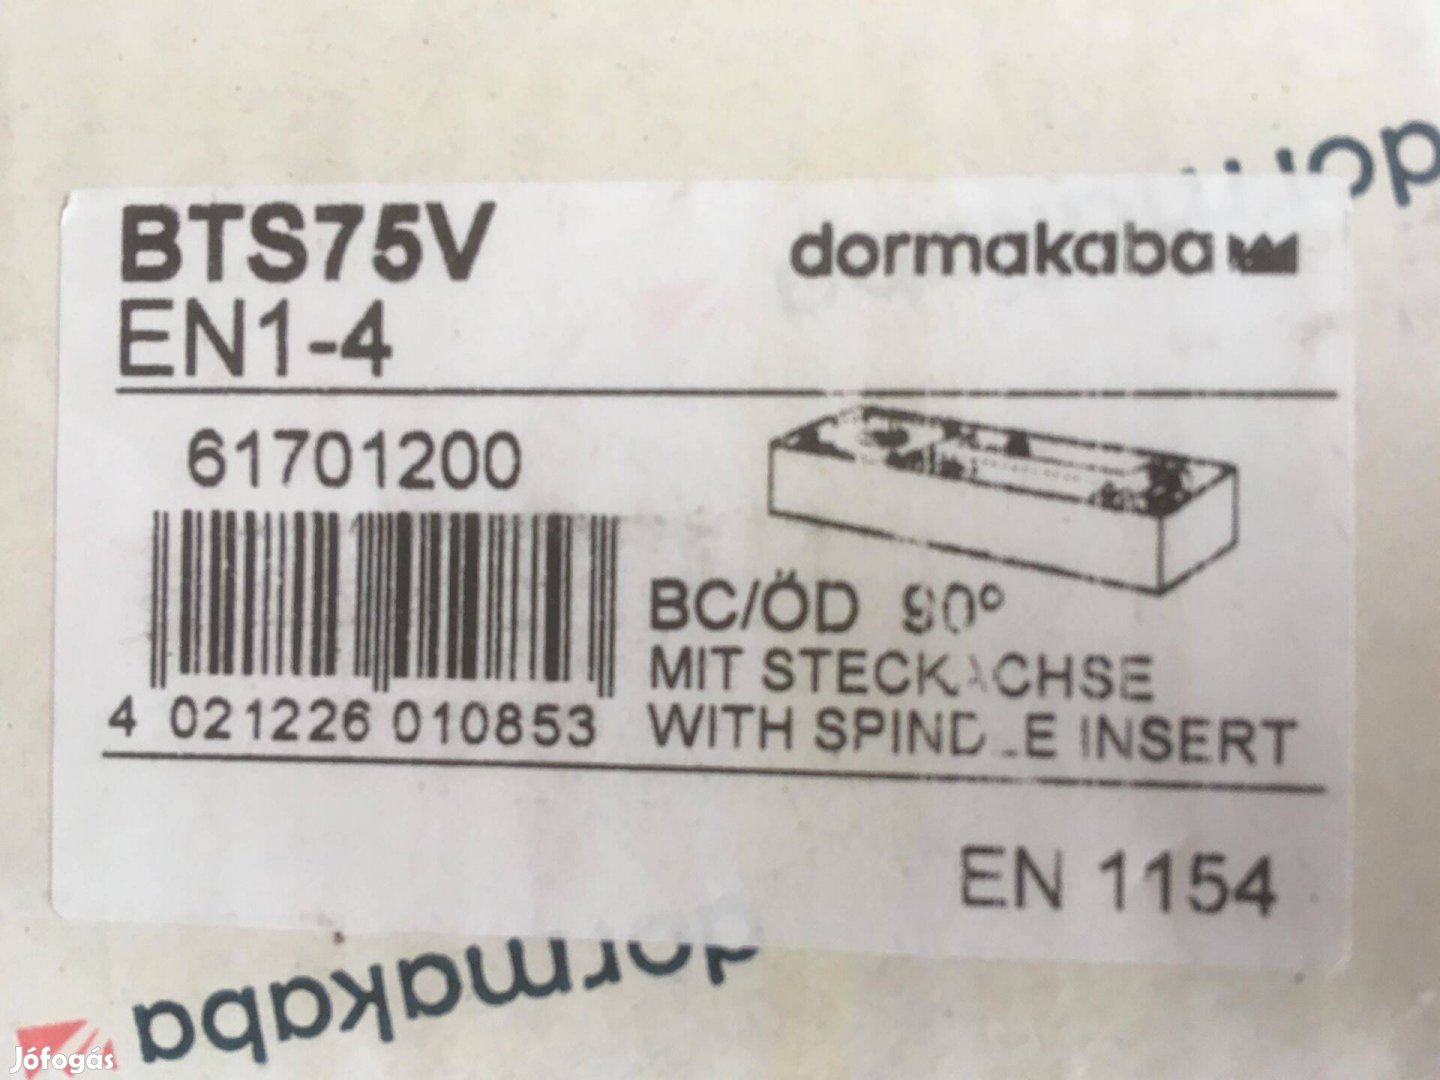 BTS75V
dormakaba
EN1-4
61701200
BC/ÖD 90°
MIT STECKACHSE
WITH SPINDLE INSERT
4 021226 010853
EN 1154
dormakaba
Jófogás